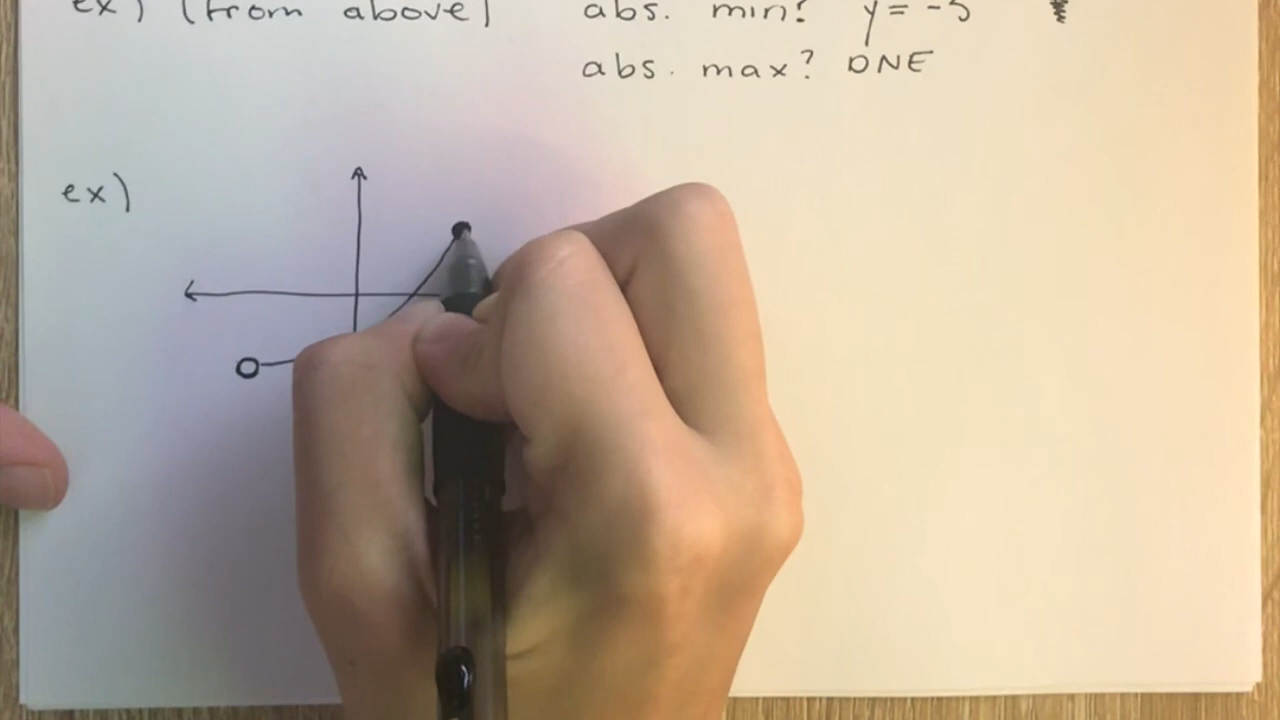 ex) (from above) abs. min? y = -5
abs. max? DNE
ex)